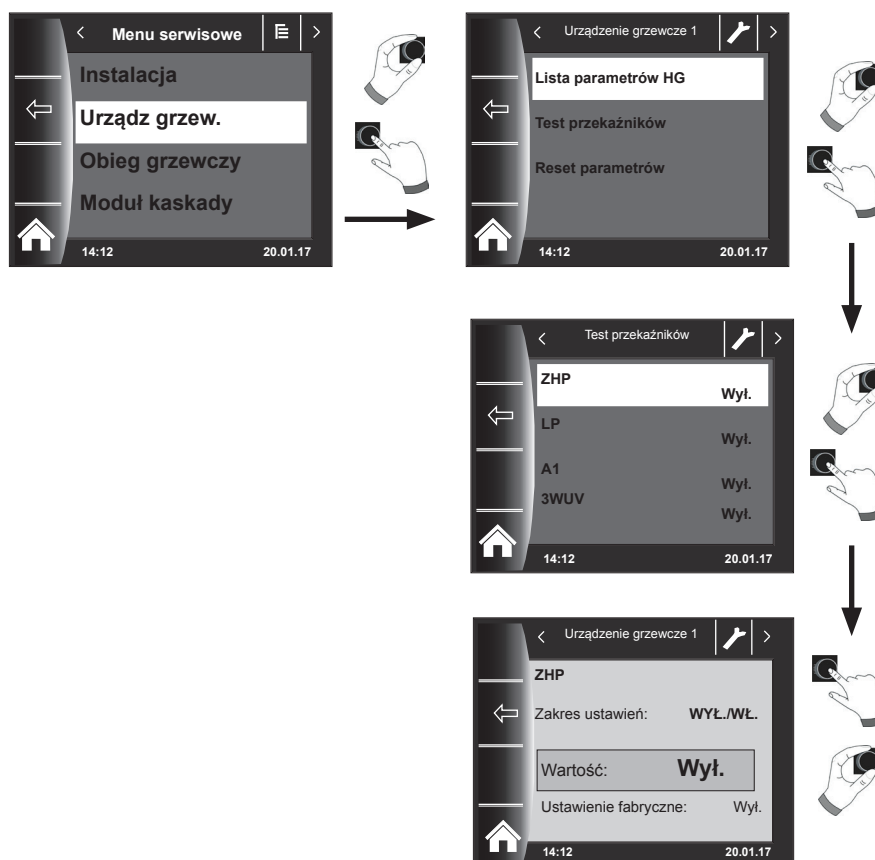 Menu serwisowe
Instalacja
Urządz grzew.
Obieg grzewczy
Moduł kaskady
14:12 20.01.17
Urządzenie grzewcze 1
Lista parametrów HG
Test przekaźników
Reset parametrów
14:12 20.01.17
Test przekaźników
ZHP
Wył.
LP
Wył.
A1
Wył.
3WUV
Wył.
14:12 20.01.17
Urządzenie grzewcze 1
ZHP
Zakres ustawień: WYŁ./WŁ.
Wartość: Wył.
Ustawienie fabryczne: Wył.
14:12 20.01.17